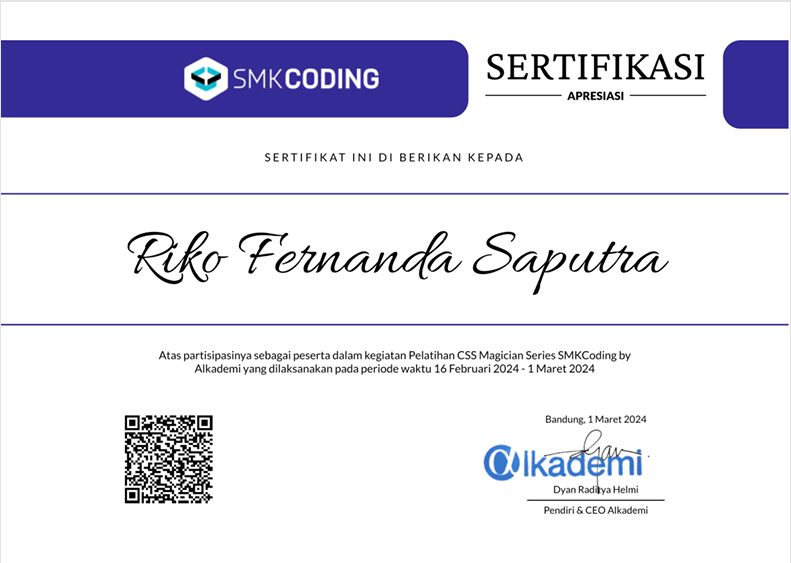 SMKCODING
SERTIFIKASI
APRESIASI
SERTIFIKAT INI DI BERIKAN KEPADA
Riko Fernanda Saputra
Atas partisipasinya sebagai peserta dalam kegiatan Pelatihan CSS Magician Series SMKCoding by
Alkademi yang dilaksanakan pada periode waktu 16 Februari 2024 - 1 Maret 2024
Bandung, 1 Maret 2024
Alkademi
Dyan Raditya Helmi
Pendiri & CEO Alkademi